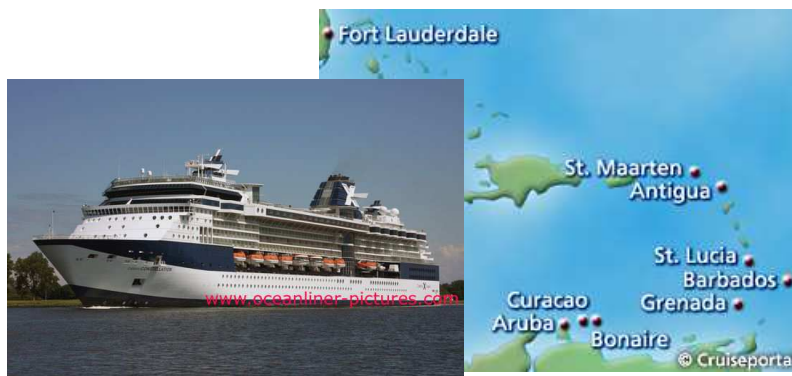 Fort Lauderdale
St. Maarten
Antigua
St. Lucia
Barbados
Grenada
Curacao
Aruba
Bonaire
© Cruiseporta
www.oceanliner-pictures.com
X